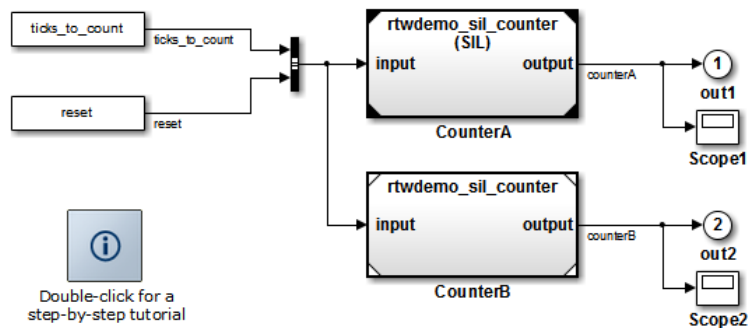 ticks_to_count
ticks_to_count
reset
reset
rtwdemo_sil_counter
(SIL)
input
output
counterA
CounterA
1
out1
Scope1
rtwdemo_sil_counter
input
output
counterB
CounterB
2
out2
Scope2
Double-click for a
step-by-step tutorial